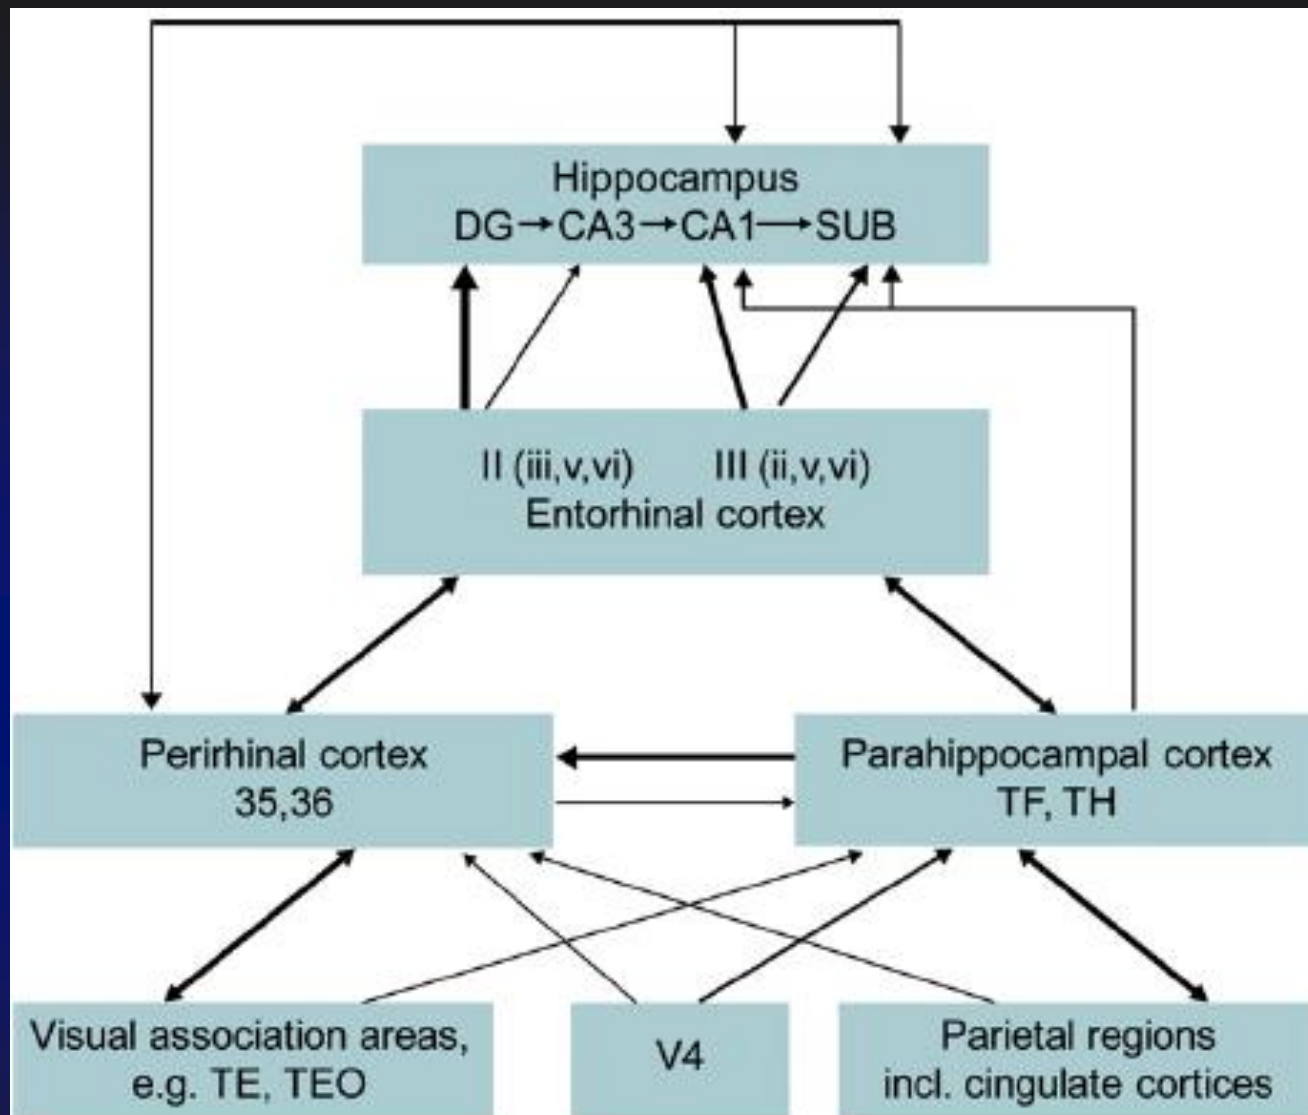 Hippocampus
DG→CA3→CA1→SUB
II (iii,v,vi) III (ii,v,vi)
Entorhinal cortex
Perirhinal cortex
35,36
Parahippocampal cortex
TF, TH
Visual association areas,
e.g. TE, TEO
V4
Parietal regions
incl. cingulate cortices